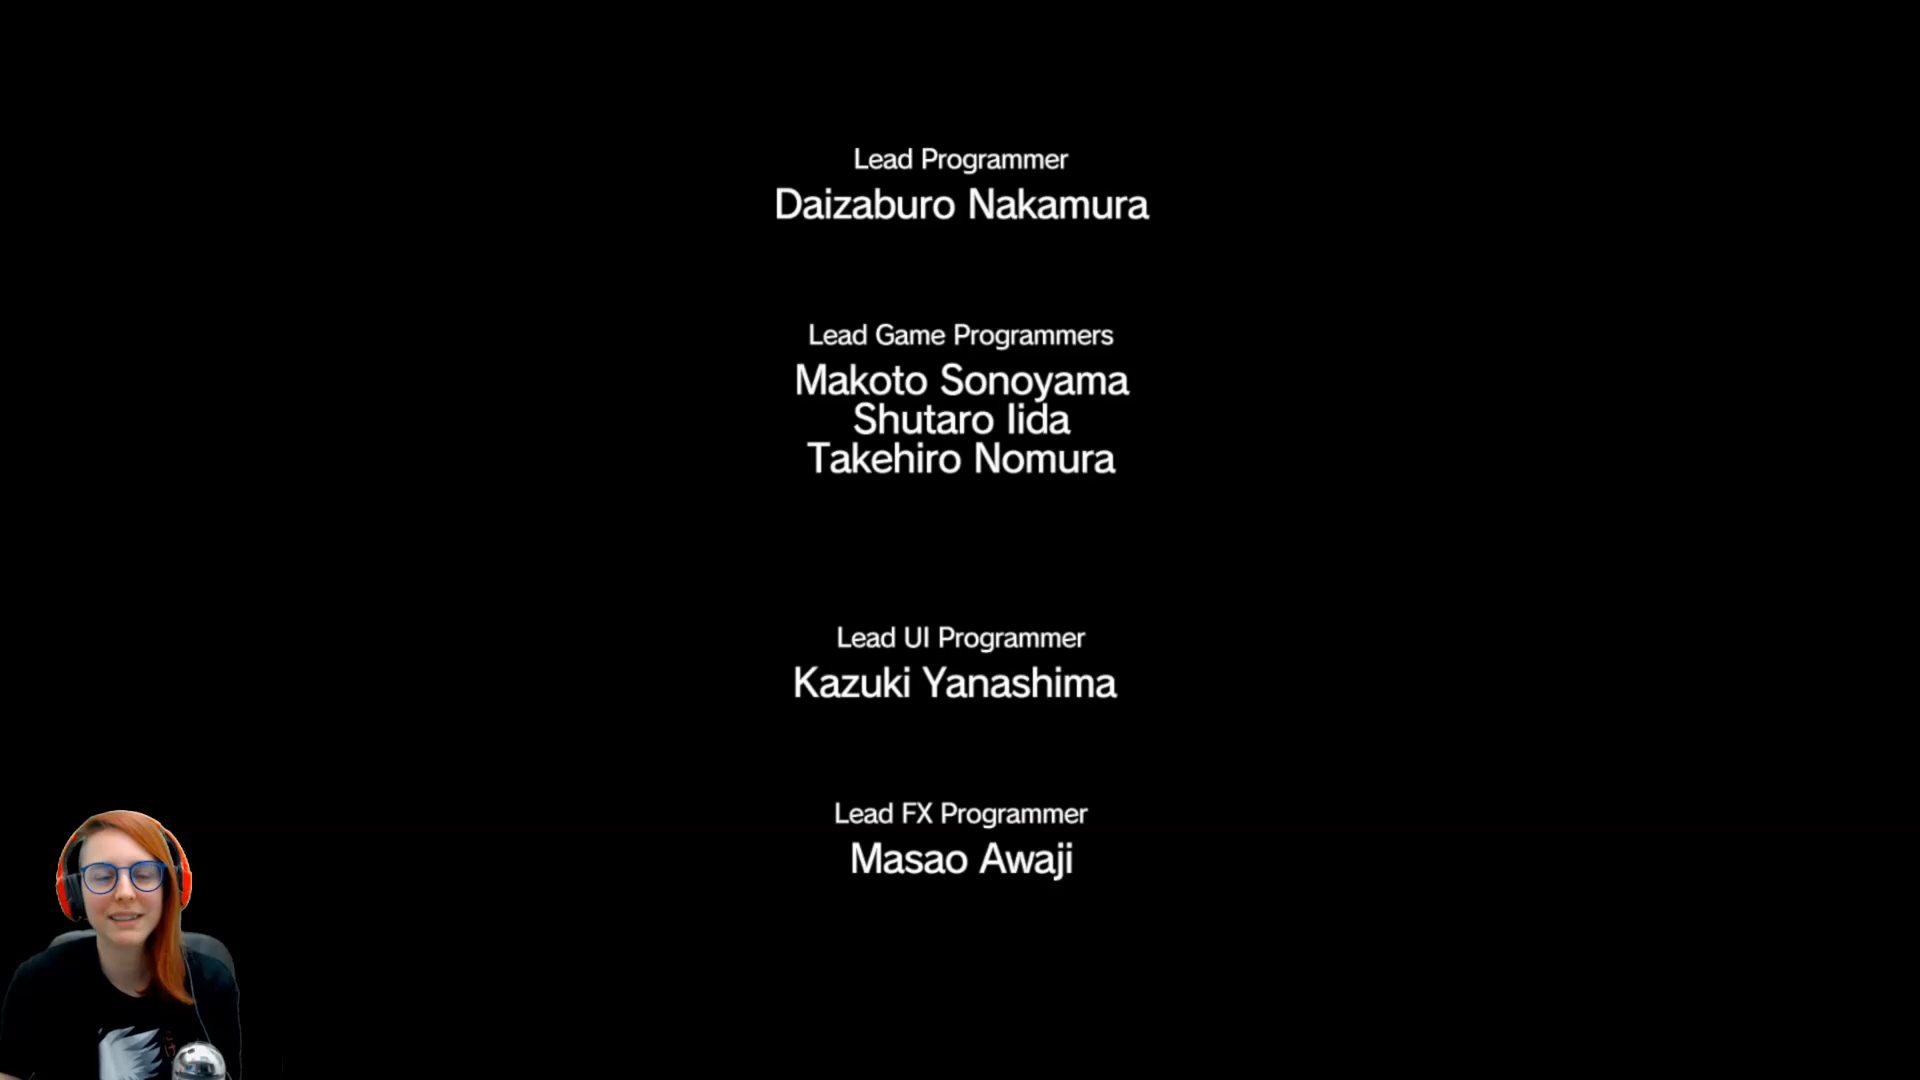 Lead Programmer
Daizaburo Nakamura
Lead Game Programmers
Makoto Sonoyama
Shutaro Iida
Takehiro Nomura
Lead UI Programmer
Kazuki Yanashima
Lead FX Programmer
Masao Awaji